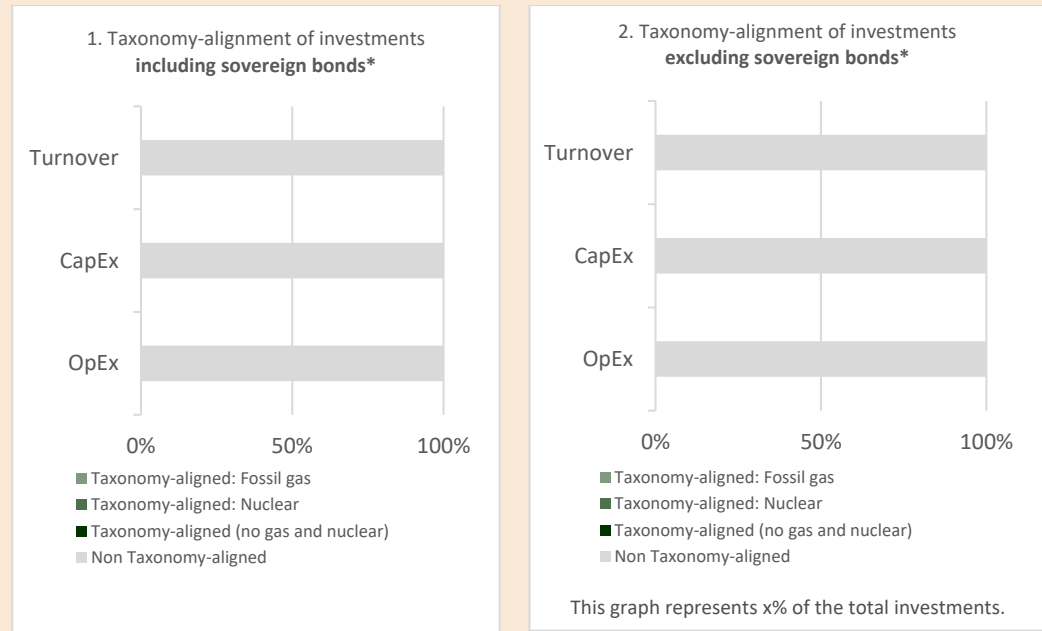 1. Taxonomy-alignment of investments
including sovereign bonds*
Turnover
CapEx
OpEx
0% 50% 100%
Taxonomy-aligned: Fossil gas
Taxonomy-aligned: Nuclear
Taxonomy-aligned (no gas and nuclear)
Non Taxonomy-aligned
2. Taxonomy-alignment of investments
excluding sovereign bonds*
Turnover
CapEx
OpEx
0% 50% 100%
Taxonomy-aligned: Fossil gas
Taxonomy-aligned: Nuclear
Taxonomy-aligned (no gas and nuclear)
Non Taxonomy-aligned
This graph represents x% of the total investments.